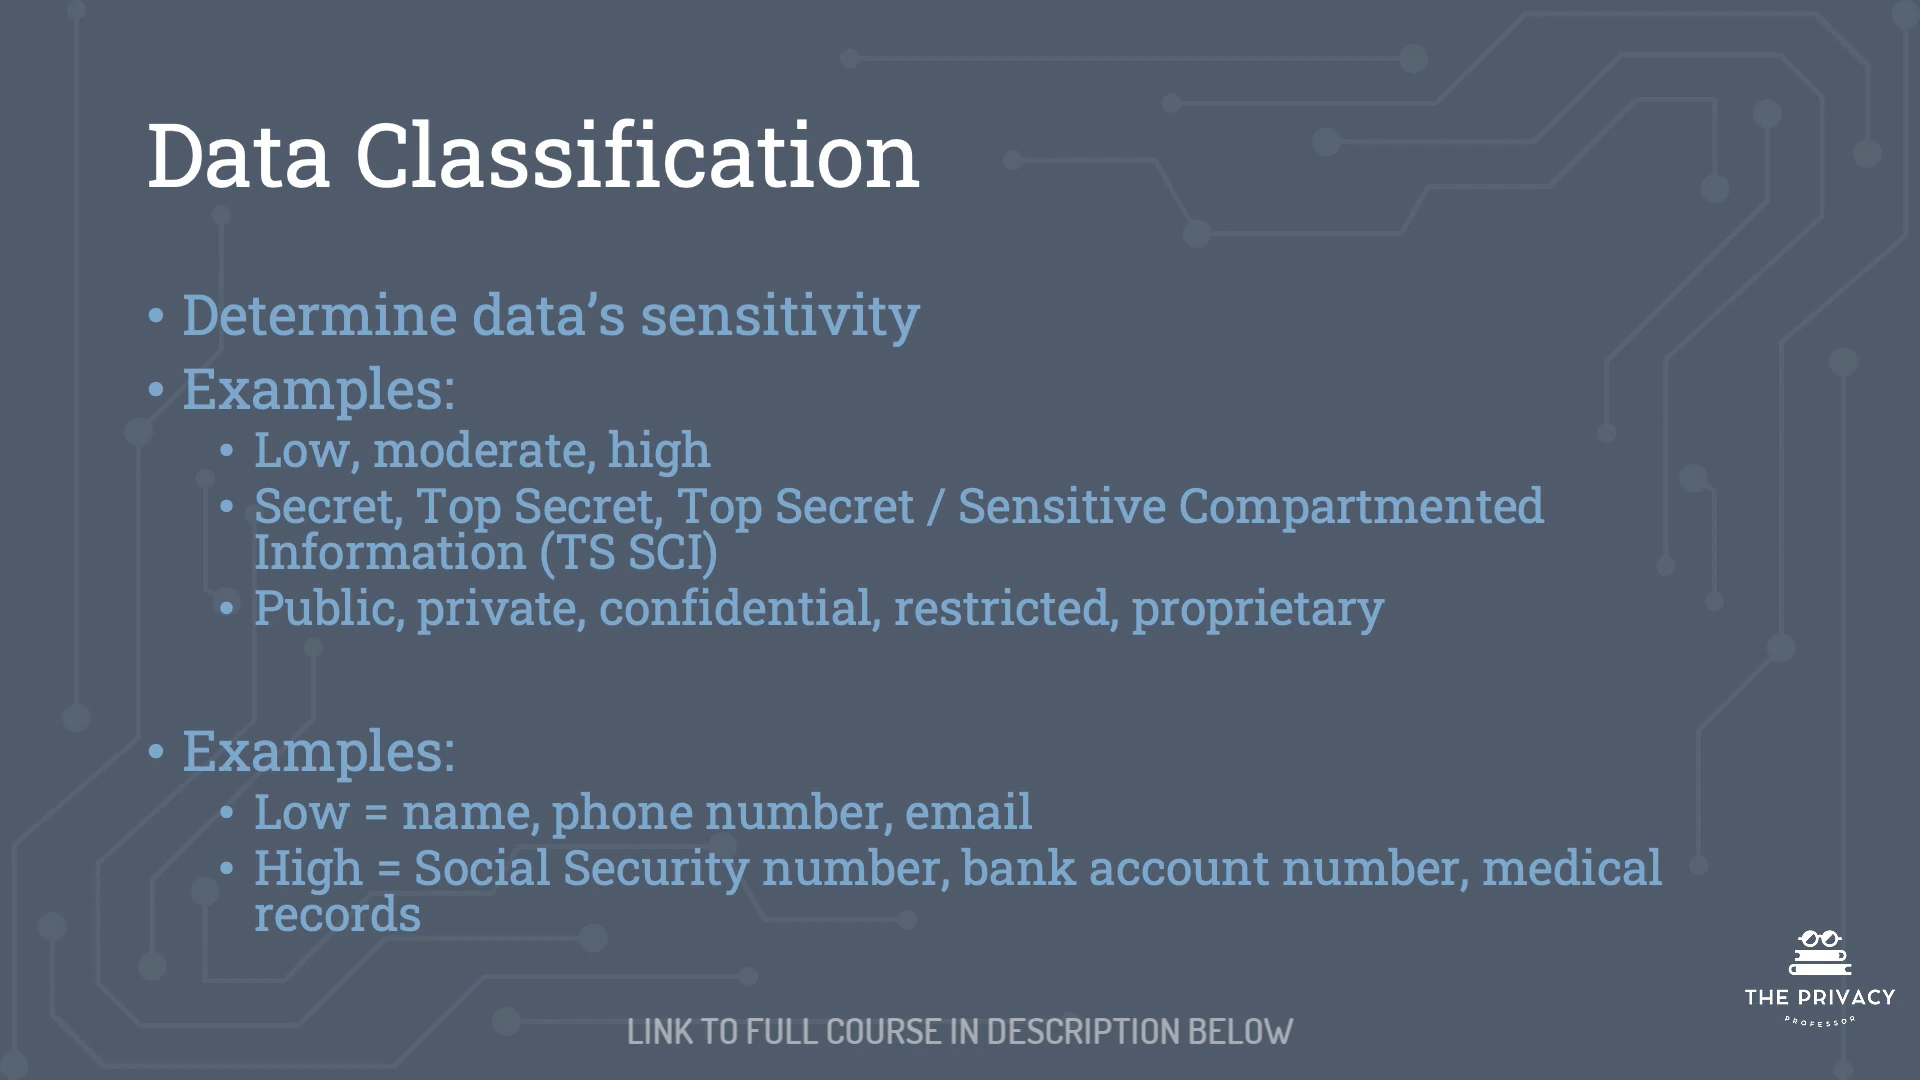 Data Classification
• Determine data’s sensitivity
• Examples:
• Low, moderate, high
• Secret, Top Secret, Top Secret / Sensitive Compartmented
Information (TS SCI)
• Public, private, confidential, restricted, proprietary
• Examples:
• Low = name, phone number, email
• High = Social Security number, bank account number, medical
records
THE PRIVACY
PROFESSOR
LINK TO FULL COURSE IN DESCRIPTION BELOW